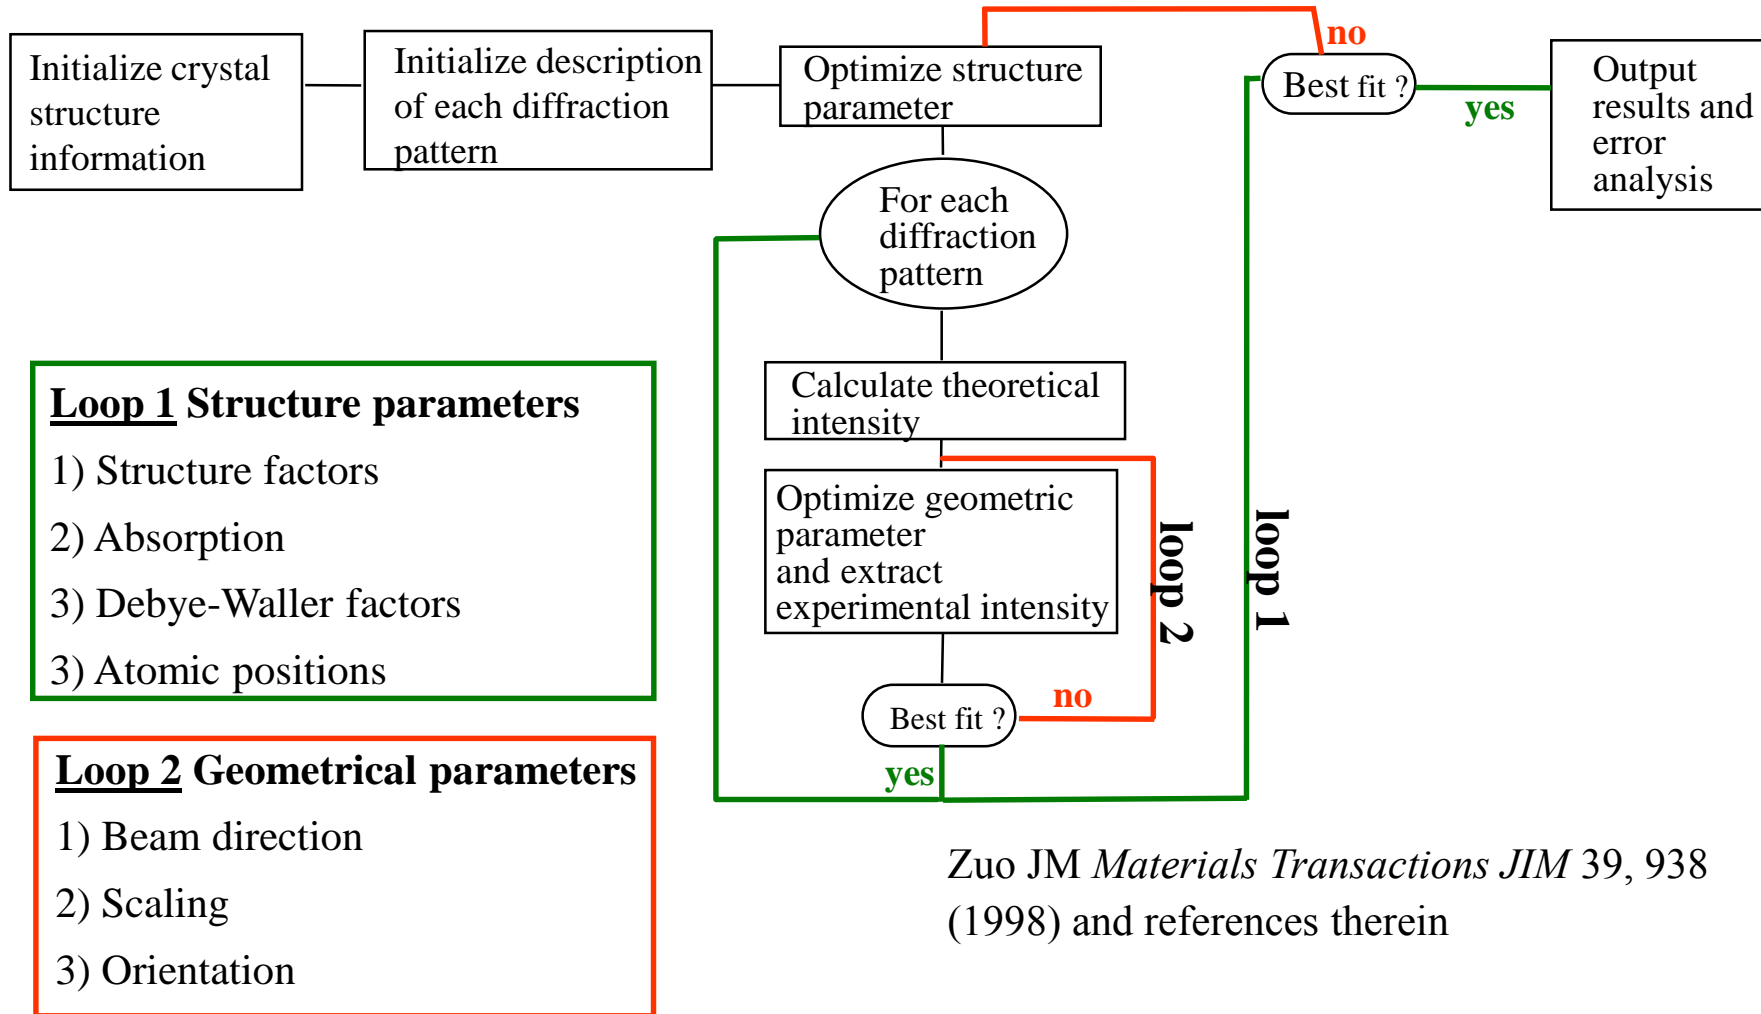 Initialize crystal
structure
information
Initialize description
of each diffraction
pattern
Optimize structure
parameter
no
Best fit ?
yes
Output
results and
error
analysis
For each
diffraction
pattern
Calculate theoretical
intensity
Optimize geometric
parameter
and extract
experimental intensity
loop 2
loop 1
Best fit ?
no
yes
Loop 1 Structure parameters
1) Structure factors
2) Absorption
3) Debye-Waller factors
3) Atomic positions
Loop 2 Geometrical parameters
1) Beam direction
2) Scaling
3) Orientation
Zuo JM Materials Transactions JIM 39, 938
(1998) and references therein